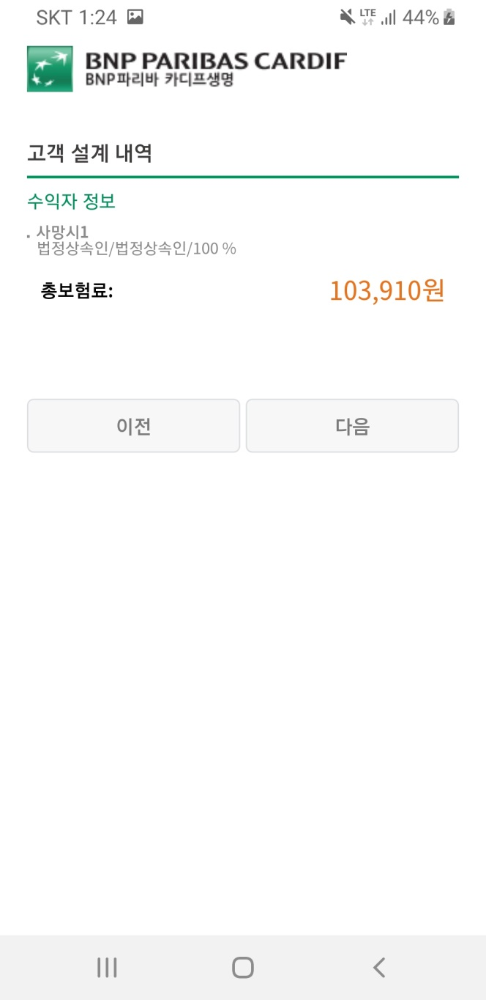 SKT 1:24 LTE 44%
BNP PARIBAS CARDIF
BNP파리바 카디프생명
고객 설계 내역
수익자 정보
. 사망시1
법정상속인/법정상속인/100 %
총보험료: 103,910원
이전 다음